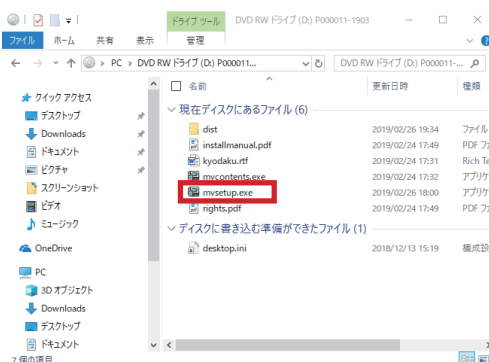 ドライブ ツール DVD RW ドライブ (D:) P000011-1903
ファイル ホーム 共有 表示 管理
PC DVD RW ドライブ (D:) P000011... DVD RW ドライブ (D:) P000011-...
名前 更新日時 種類
クイック アクセス
現在ディスクにあるファイル (6)
デスクトップ
dist 2019/02/26 19:34 ファイル
Downloads
installmanual.pdf 2019/02/24 17:49 PDF ファ
ドキュメント
kyodaku.rtf 2019/02/24 17:31 Rich Te
ピクチャ
mvcontents.exe 2019/02/24 17:32 アプリケ
スクリーンショット
mvsetup.exe 2019/02/26 18:00 アプリケ
ビデオ
rights.pdf 2019/02/24 17:49 PDF ファ
ミュージック
ディスクに書き込む準備ができたファイル (1)
OneDrive
desktop.ini 2018/12/13 15:19 構成設
PC
3D オブジェクト
Downloads
デスクトップ
ドキュメント
7 個の項目